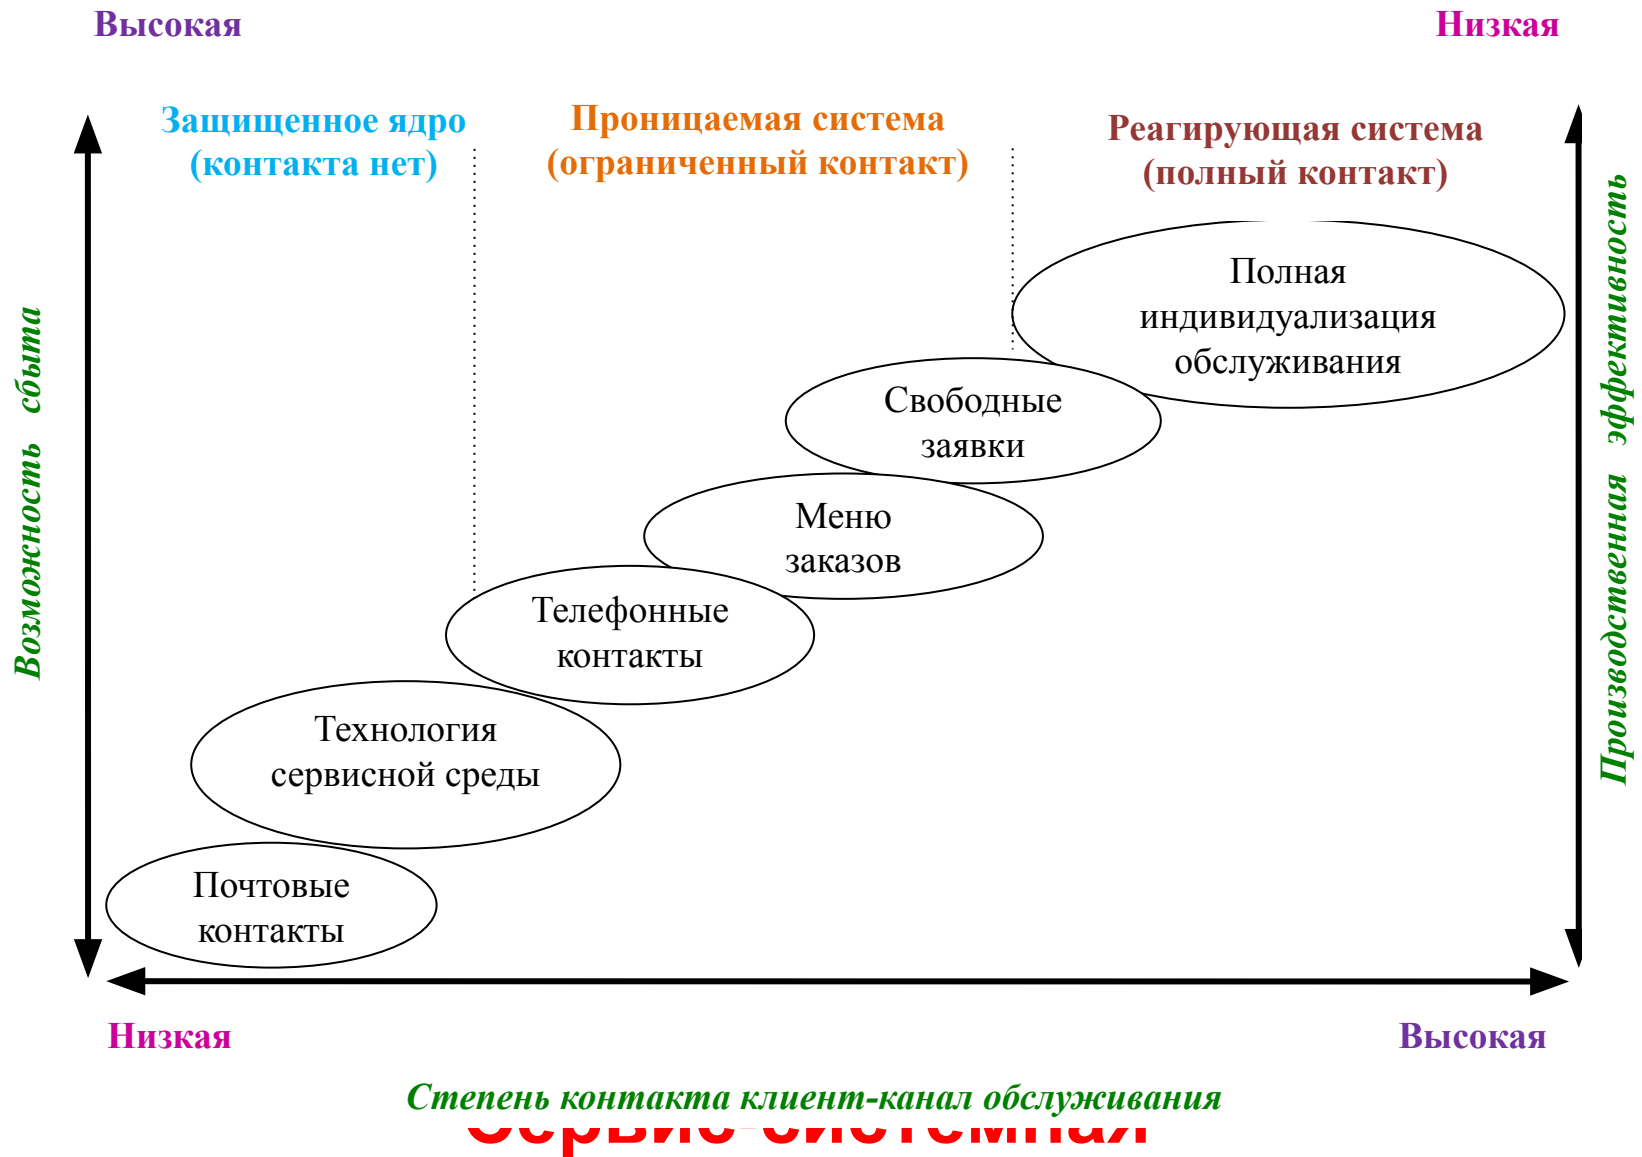 Высокая
Низкая
Защищенное ядро
(контакта нет)
Проницаемая система
(ограниченный контакт)
Реагирующая система
(полный контакт)
Возможность сбыта
Производственная эффективность
Полная
индивидуализация
обслуживания
Свободные
заявки
Меню
заказов
Телефонные
контакты
Технология
сервисной среды
Почтовые
контакты
Низкая
Высокая
Степень контакта клиент-канал обслуживания
Сервис-системная